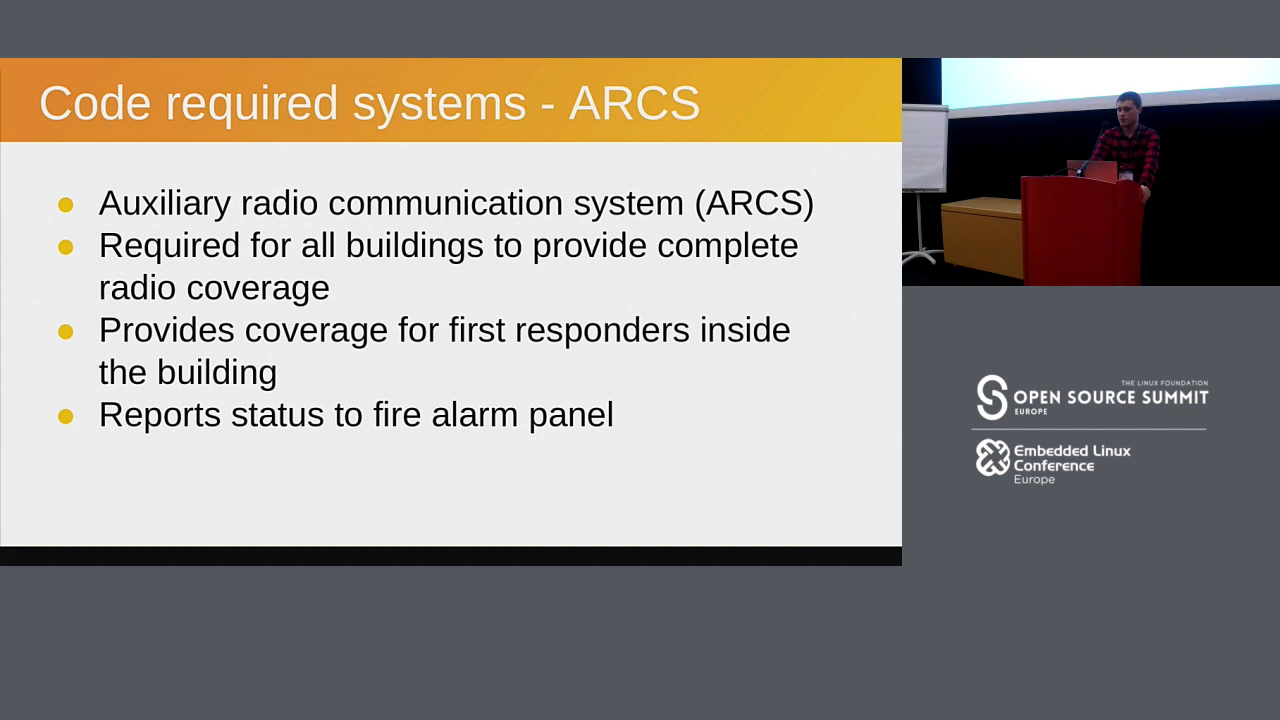 Code required systems - ARCS
Auxiliary radio communication system (ARCS)
Required for all buildings to provide complete
radio coverage
Provides coverage for first responders inside
the building
Reports status to fire alarm panel
THE LINUX FOUNDATION
OPEN SOURCE SUMMIT
EUROPE
Embedded Linux
Conference
Europe